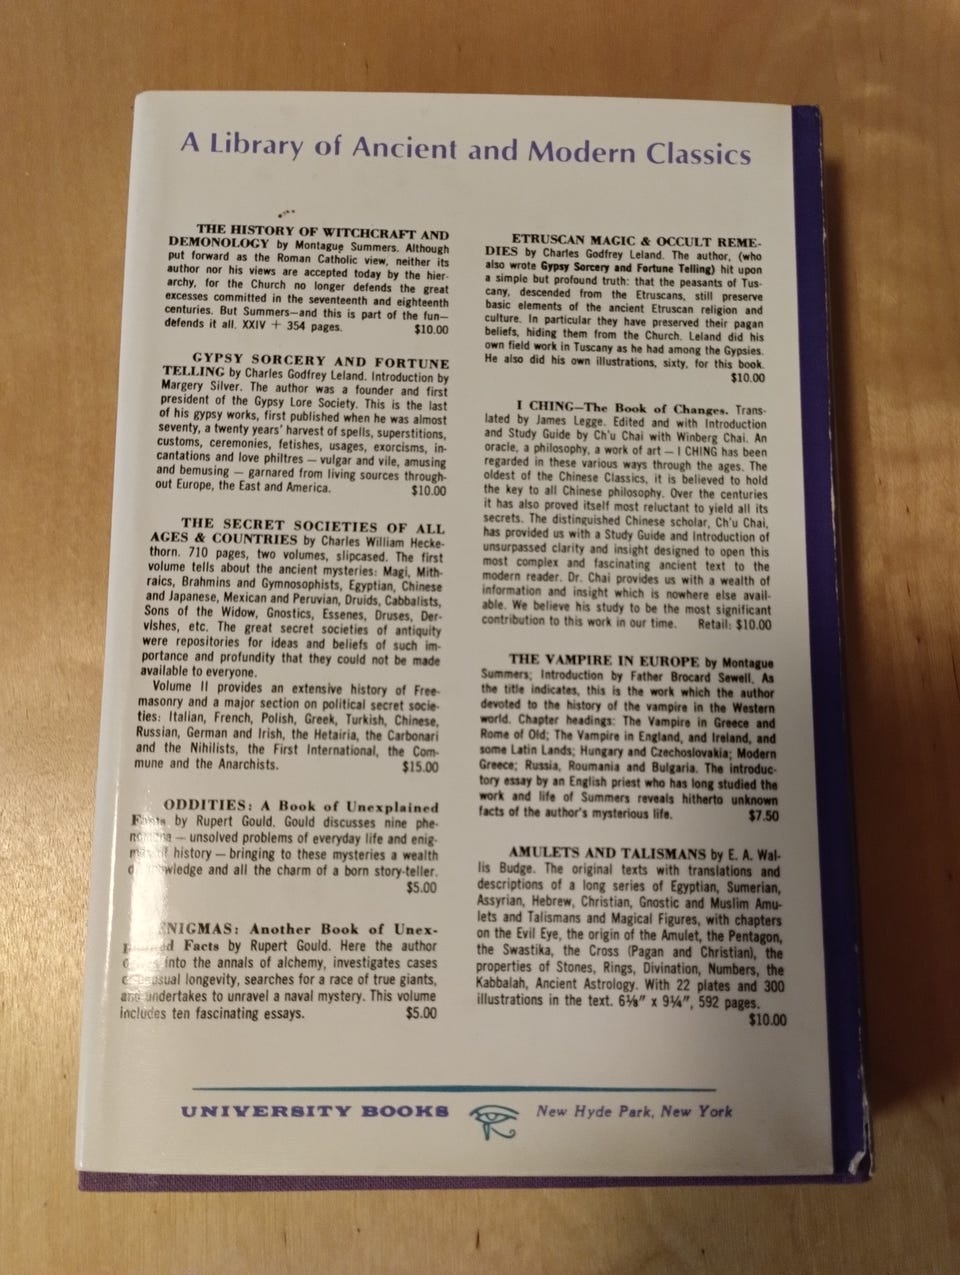 A Library of Ancient and Modern Classics
THE HISTORY OF WITCHCRAFT AND
DEMONOLOGY by Montague Summers. Although
put forward as the Roman Catholic view, neither its
author nor his views are accepted today by the hier-
archy, for the Church no longer defends the great
excesses committed in the seventeenth and eighteenth
centuries. But Summers—and this is part of the fun—
defends it all. XXIV + 354 pages. $10.00
GYPSY SORCERY AND FORTUNE
TELLING by Charles Godfrey Leland. Introduction by
Margery Silver. The author was a founder and first
president of the Gypsy Lore Society. This is the last
of his gypsy works, first published when he was almost
seventy, a twenty years' harvest of spells, superstitions,
customs, ceremonies, fetishes, usages, exorcisms, in-
cantations and love philtres — vulgar and vile, amusing
and bemusing — garnared from living sources through-
out Europe, the East and America. $10.00
THE SECRET SOCIETIES OF ALL
AGES & COUNTRIES by Charles William Hecke-
thorn. 710 pages, two volumes, slipcased. The first
volume tells about the ancient mysteries: Magi, Mith-
raics, Brahmins and Gymnosophists, Egyptian, Chinese
and Japanese, Mexican and Peruvian, Druids, Cabbalists,
Sons of the Widow, Gnostics, Essenes, Druses, Der-
vishes, etc. The great secret societies of antiquity
were repositories for ideas and beliefs of such im-
portance and profundity that they could not be made
available to everyone.
Volume II provides an extensive history of Free-
masonry and a major section on political secret socie-
ties: Italian, French, Polish, Greek, Turkish, Chinese,
Russian, German and Irish, the Hetairia, the Carbonari
and the Nihilists, the First International, the Com-
mune and the Anarchists. $15.00
ODDITIES: A Book of Unexplained
Facts by Rupert Gould. Gould discusses nine phe-
nomena — unsolved problems of everyday life and enig-
mas of history — bringing to these mysteries a wealth
and all the charm of a born story-teller.
$5.00
ENIGMAS: Another Book of Unex-
plained Facts by Rupert Gould. Here the author
into the annals of alchemy, investigates cases
longevity, searches for a race of true giants,
and undertakes to unravel a naval mystery. This volume
includes ten fascinating essays. $5.00
ETRUSCAN MAGIC & OCCULT REME-
DIES by Charles Godfrey Leland. The author, (who
also wrote Gypsy Sorcery and Fortune Telling) hit upon
a simple but profound truth: that the peasants of Tus-
cany, descended from the Etruscans, still preserve
basic elements of the ancient Etruscan religion and
culture. In particular they have preserved their pagan
beliefs, hiding them from the Church. Leland did his
own field work in Tuscany as he had among the Gypsies.
He also did his own illustrations, sixty, for this book.
$10.00
I CHING—The Book of Changes. Trans-
lated by James Legge. Edited and with Introduction
and Study Guide by Ch'u Chai with Winberg Chai. An
oracle, a philosophy, a work of art — I CHING has been
regarded in these various ways through the ages. The
oldest of the Chinese Classics, it is believed to hold
the key to all Chinese philosophy. Over the centuries
it has also proved itself most reluctant to yield all its
secrets. The distinguished Chinese scholar, Ch'u Chai,
has provided us with a Study Guide and Introduction of
unsurpassed clarity and insight designed to open this
most complex and fascinating ancient text to the
modern reader. Dr. Chai provides us with a wealth of
information and insight which is nowhere else avail-
able. We believe his study to be the most significant
contribution to this work in our time. Retail: $10.00
THE VAMPIRE IN EUROPE by Montague
Summers; Introduction by Father Brocard Sewell. As
the title indicates, this is the work which the author
devoted to the history of the vampire in the Western
world. Chapter headings: The Vampire in Greece and
Rome of Old; The Vampire in England, and Ireland, and
some Latin Lands; Hungary and Czechoslovakia; Modern
Greece; Russia, Roumania and Bulgaria. The introduc-
tory essay by an English priest who has long studied the
work and life of Summers reveals hitherto unknown
facts of the author's mysterious life. $7.50
AMULETS AND TALISMANS by E. A. Wal-
lis Budge. The original texts with translations and
descriptions of a long series of Egyptian, Sumerian,
Assyrian, Hebrew, Christian, Gnostic and Muslim Amu-
lets and Talismans and Magical Figures, with chapters
on the Evil Eye, the origin of the Amulet, the Pentagon,
the Swastika, the Cross (Pagan and Christian), the
properties of Stones, Rings, Divination, Numbers, the
Kabbalah, Ancient Astrology. With 22 plates and 300
illustrations in the text. 6⅛" x 9¼", 592 pages.
$10.00
UNIVERSITY BOOKS New Hyde Park, New York